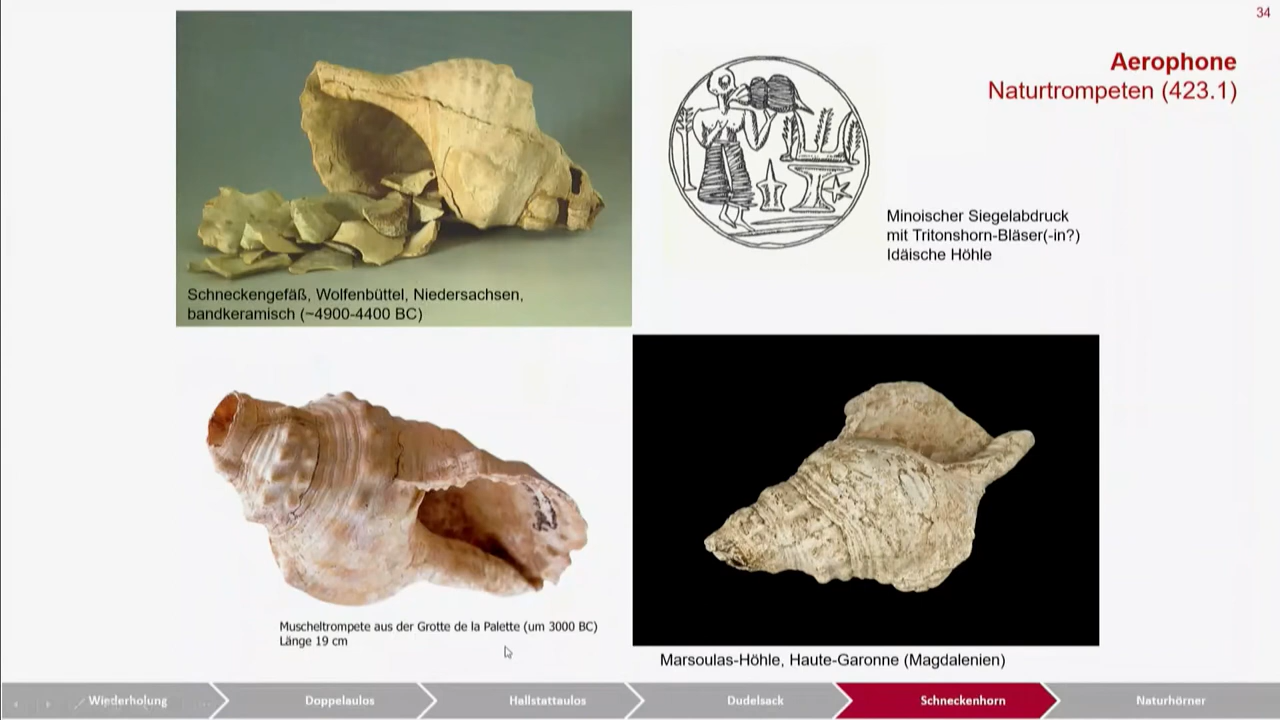 34
Aerophone
Naturtrompeten (423.1)
Schneckengefäß, Wolfenbüttel, Niedersachsen,
bandkeramisch (~4900-4400 BC)
Minoischer Siegelabdruck
mit Tritonshorn-Bläser(-in?)
Idäische Höhle
Muscheltrompete aus der Grotte de la Palette (um 3000 BC)
Länge 19 cm
Marsoulas-Höhle, Haute-Garonne (Magdalenien)
Wiederholung
Doppelaulos
Hallstattaulos
Dudelsack
Schneckenhorn
Naturhörner